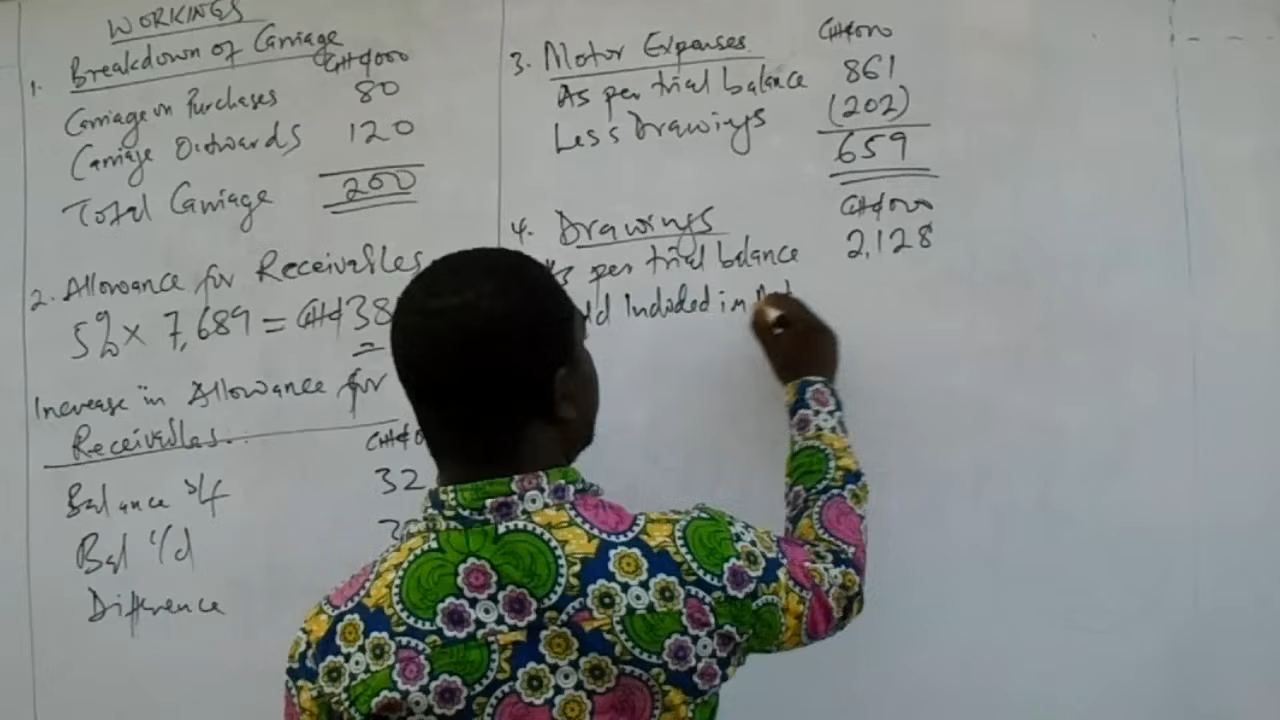 WORKINGS
1. Breakdown of Carriage
GH¢000
Carriage on Purchases 80
Carriage Outwards 120
Total Carriage 200
2. Allowance for Receivables
5% × 7,689 = GH¢38
Increase in Allowance for
Receivables.
GH¢0
Balance b/f 32
Bal c/d 3
Difference
3. Motor Expenses GH¢000
As per trial balance 861
Less Drawings (202)
659
4. Drawings GH¢000
per trial balance 2,128
Included in